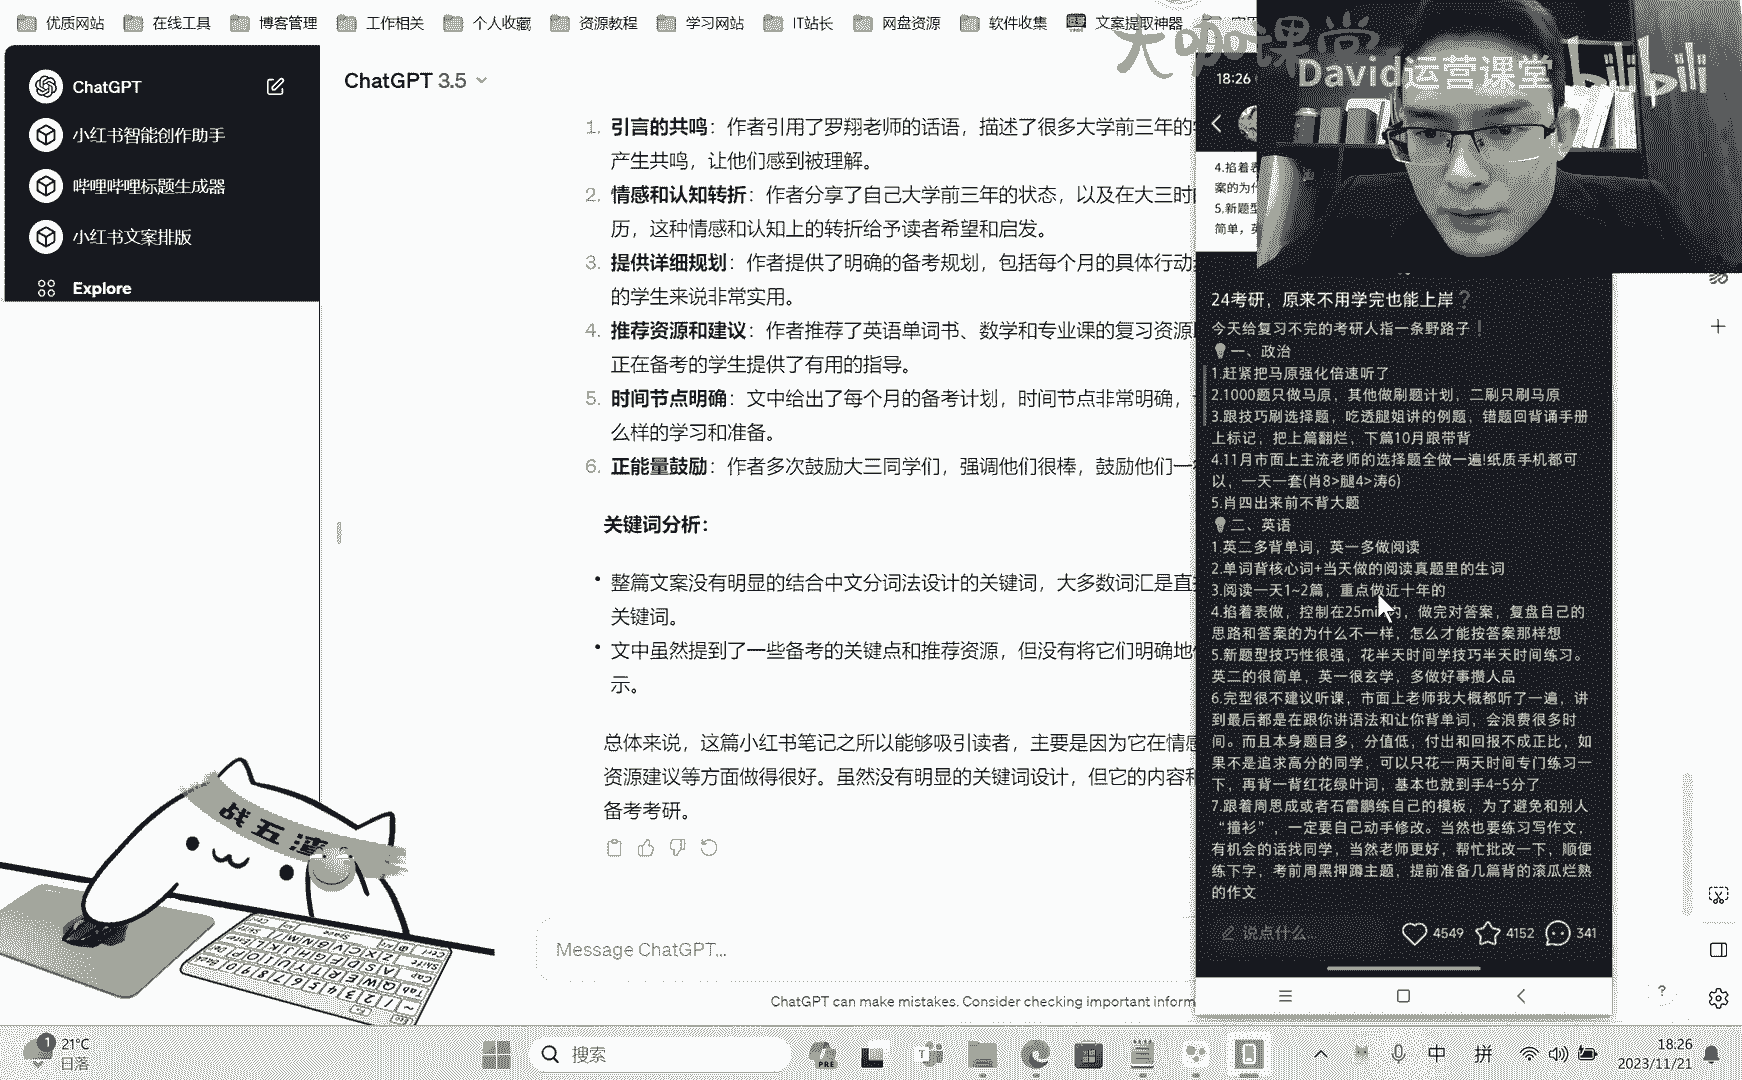 优质网站
在线工具
博客管理
工作相关
个人收藏
资源教程
学习网站
IT站长
网盘资源
软件收集
文案提取神器
大咖课堂
David运营课堂
bilibili
ChatGPT
小红书智能创作助手
哔哩哔哩标题生成器
小红书文案排版
Explore
ChatGPT 3.5
1. 引言的共鸣：作者引用了罗翔老师的话语，描述了很多大学前三年的
产生共鸣，让他们感到被理解。
2. 情感和认知转折：作者分享了自己大学前三年的状态，以及在大三时
历，这种情感和认知上的转折给予读者希望和启发。
3. 提供详细规划：作者提供了明确的备考规划，包括每个月的具体行动
的学生来说非常实用。
4. 推荐资源和建议：作者推荐了英语单词书、数学和专业课的复习资源
正在备考的学生提供了有用的指导。
5. 时间节点明确：文中给出了每个月的备考计划，时间节点非常明确，
么样的学习和准备。
6. 正能量鼓励：作者多次鼓励大三同学们，强调他们很棒，鼓励他们一
关键词分析：
• 整篇文案没有明显的结合中文分词法设计的关键词，大多数词汇是直
关键词。
• 文中虽然提到了一些备考的关键点和推荐资源，但没有将它们明确地
示。
总体来说，这篇小红书笔记之所以能够吸引读者，主要是因为它在情感
资源建议等方面做得很好。虽然没有明显的关键词设计，但它的内容和
备考考研。
Message ChatGPT...
ChatGPT can make mistakes. Consider checking important inform
18:26
4.掐着表
案的为什
5.新题型
简单，英
24考研，原来不用学完也能上岸？
今天给复习不完的考研人指一条野路子！
一、政治
1.赶紧把马原强化倍速听了
2.1000题只做马原，其他做刷题计划，二刷只刷马原
3.跟技巧刷选择题，吃透腿姐讲的例题，错题回背诵手册
上标记，把上篇翻烂，下篇10月跟带背
4.11月市面上主流老师的选择题全做一遍!纸质手机都可
以，一天一套(肖8>腿4>涛6)
5.肖四出来前不背大题
二、英语
1.英二多背单词，英一多做阅读
2.单词背核心词+当天做的阅读真题里的生词
3.阅读一天1~2篇，重点做近十年的
4.掐着表做，控制在25min内，做完对答案，复盘自己的
思路和答案的为什么不一样，怎么才能按答案那样想
5.新题型技巧性很强，花半天时间学技巧半天时间练习。
英二的很简单，英一很玄学，多做好事攒人品
6.完型很不建议听课，市面上老师我大概都听了一遍，讲
到最后都是在跟你讲语法和让你背单词，会浪费很多时
间。而且本身题目多，分值低，付出和回报不成正比，如
果不是追求高分的同学，可以只花一两天时间专门练习一
下，再背一背红花绿叶词，基本也就到手4-5分了
7.跟着周思成或者石雷鹏练自己的模板，为了避免和别人
“撞衫”，一定要自己动手修改。当然也要练习写作文，
有机会的话找同学，当然老师更好，帮忙批改一下，顺便
练下字，考前周黑押蹲主题，提前准备几篇背的滚瓜烂熟
的作文
说点什么...
4549
4152
341
战五渣
1
21°C
日落
搜索
PRE
中
拼
18:26
2023/11/21